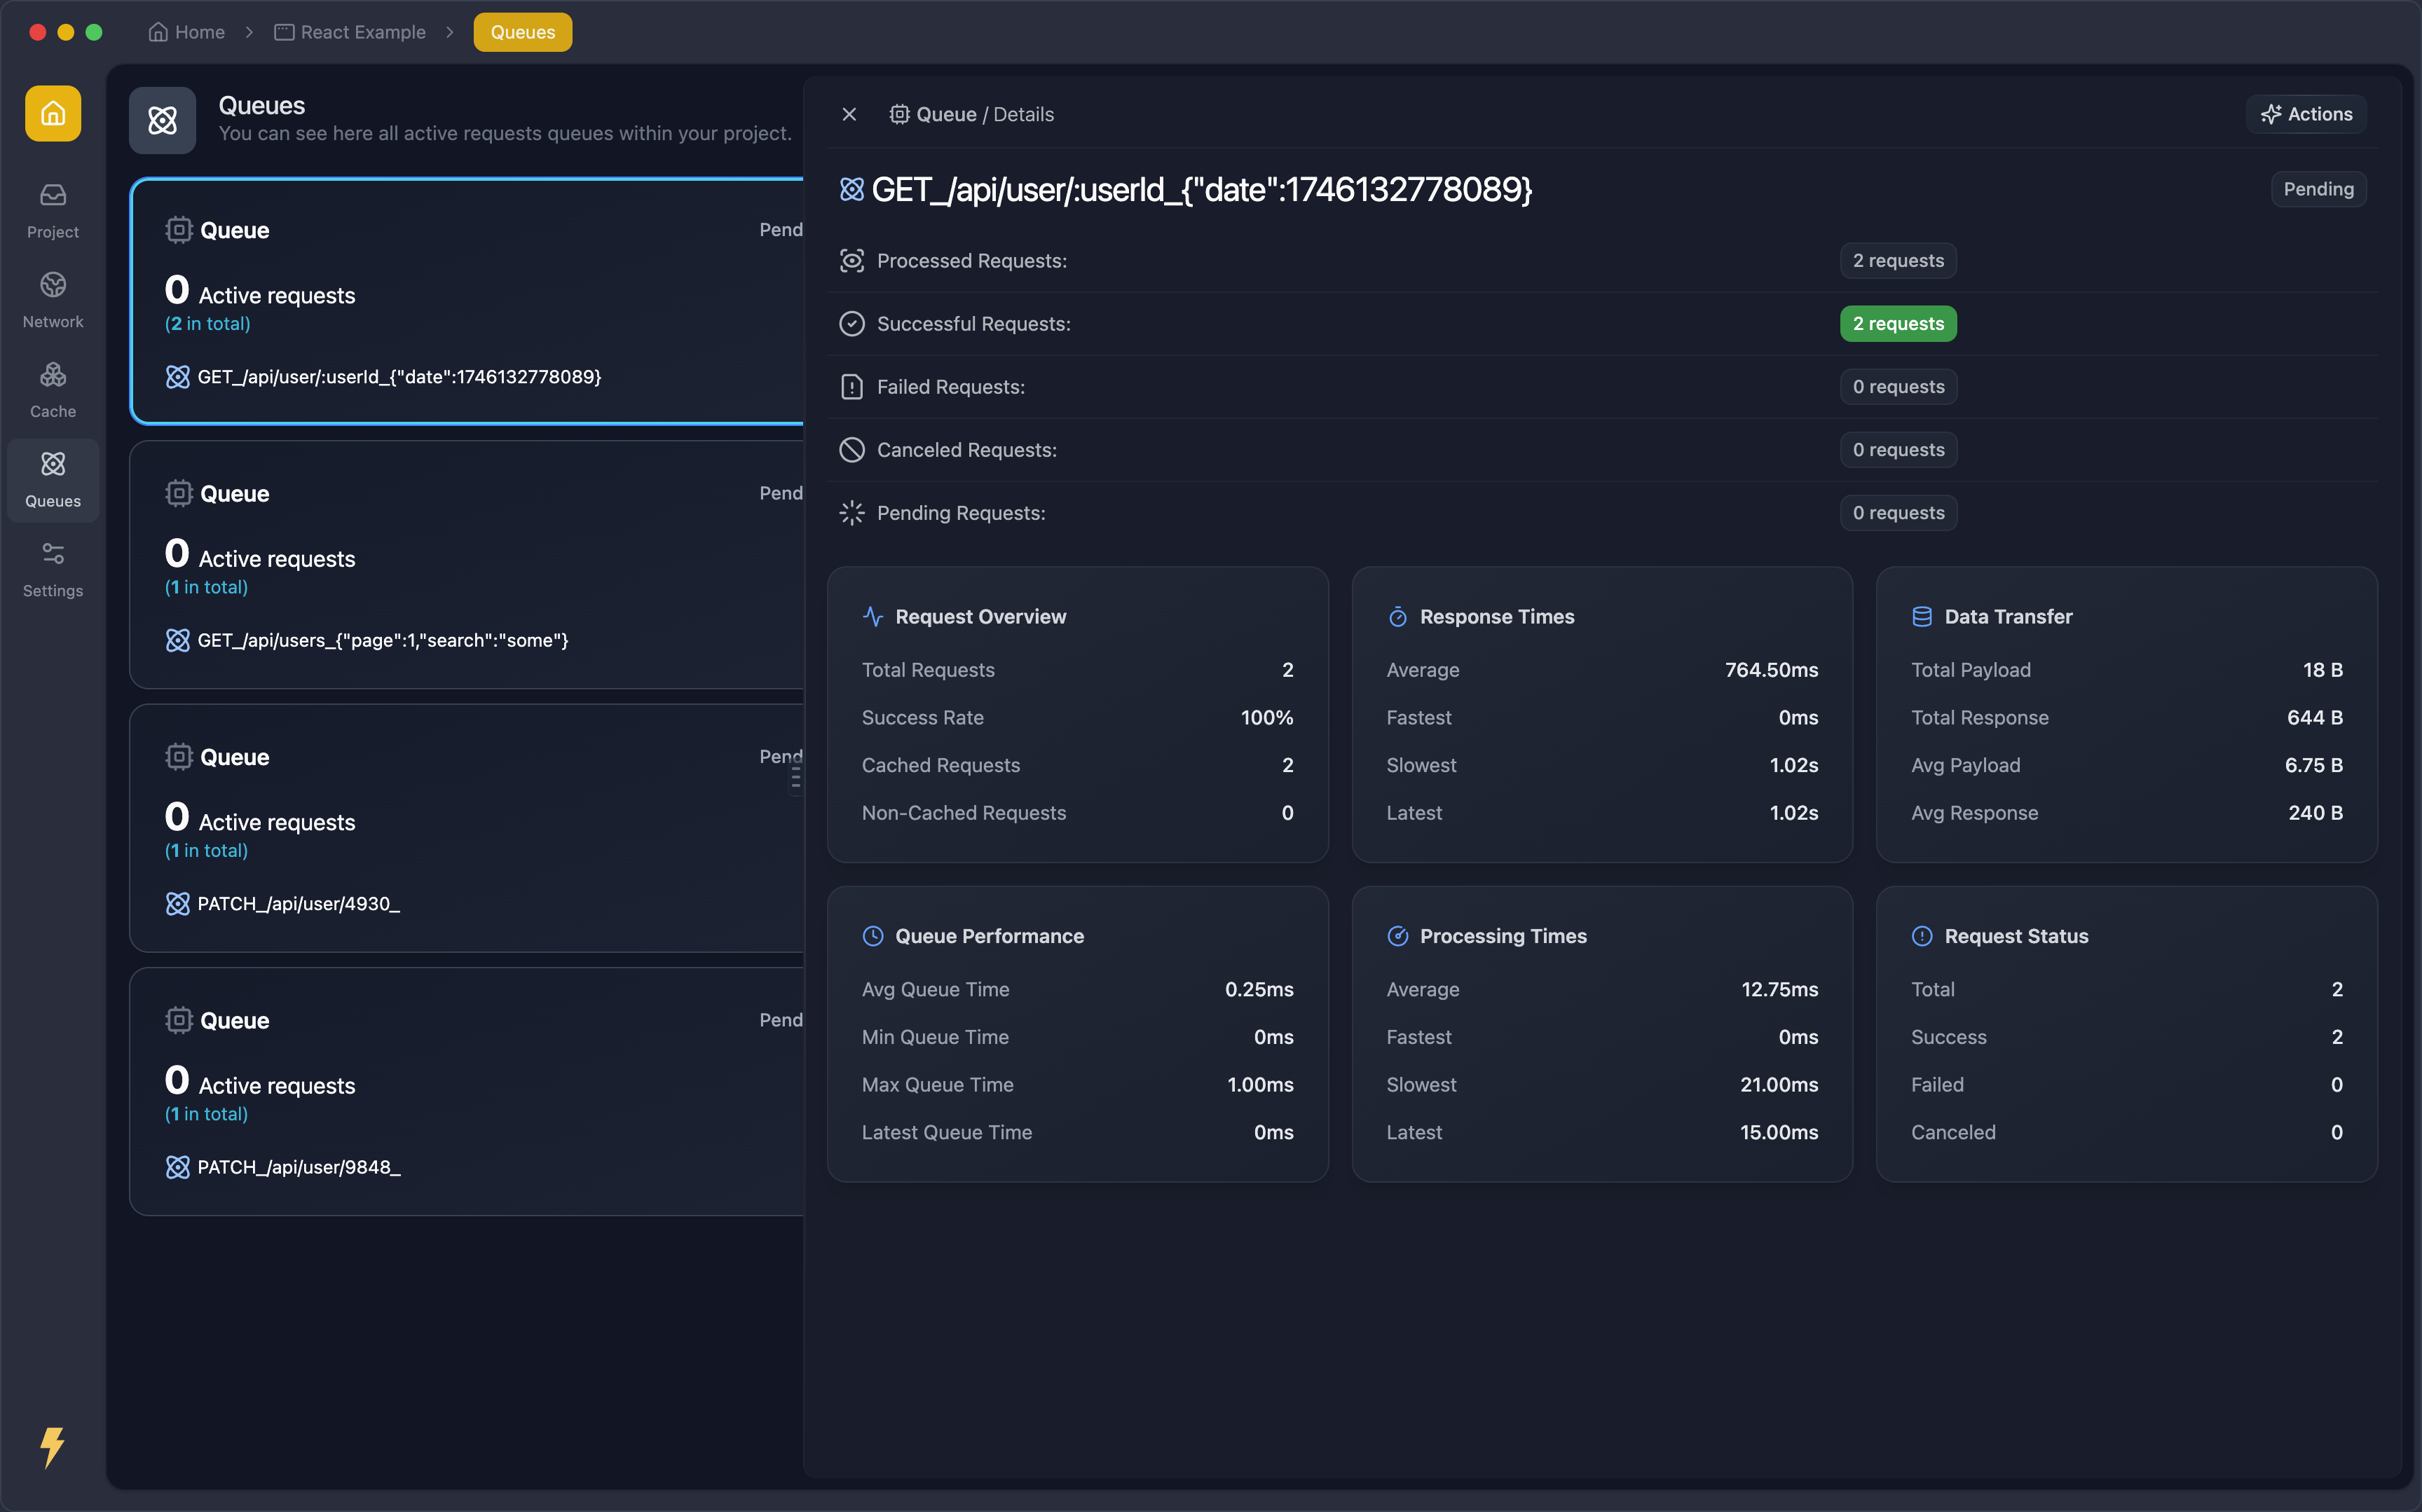 Home > React Example > Queues
Project
Network
Cache
Queues
Settings
Queues
You can see here all active requests queues within your project.
Queue Pend
0 Active requests
(2 in total)
GET_/api/user/:userId_{"date":1746132778089}
Queue Pend
0 Active requests
(1 in total)
GET_/api/users_{"page":1,"search":"some"}
Queue Pend
0 Active requests
(1 in total)
PATCH_/api/user/4930_
Queue Pend
0 Active requests
(1 in total)
PATCH_/api/user/9848_
Queue / Details
Actions
GET_/api/user/:userId_{"date":1746132778089}
Pending
Processed Requests: 2 requests
Successful Requests: 2 requests
Failed Requests: 0 requests
Canceled Requests: 0 requests
Pending Requests: 0 requests
Request Overview
Total Requests 2
Success Rate 100%
Cached Requests 2
Non-Cached Requests 0
Response Times
Average 764.50ms
Fastest 0ms
Slowest 1.02s
Latest 1.02s
Data Transfer
Total Payload 18 B
Total Response 644 B
Avg Payload 6.75 B
Avg Response 240 B
Queue Performance
Avg Queue Time 0.25ms
Min Queue Time 0ms
Max Queue Time 1.00ms
Latest Queue Time 0ms
Processing Times
Average 12.75ms
Fastest 0ms
Slowest 21.00ms
Latest 15.00ms
Request Status
Total 2
Success 2
Failed 0
Canceled 0